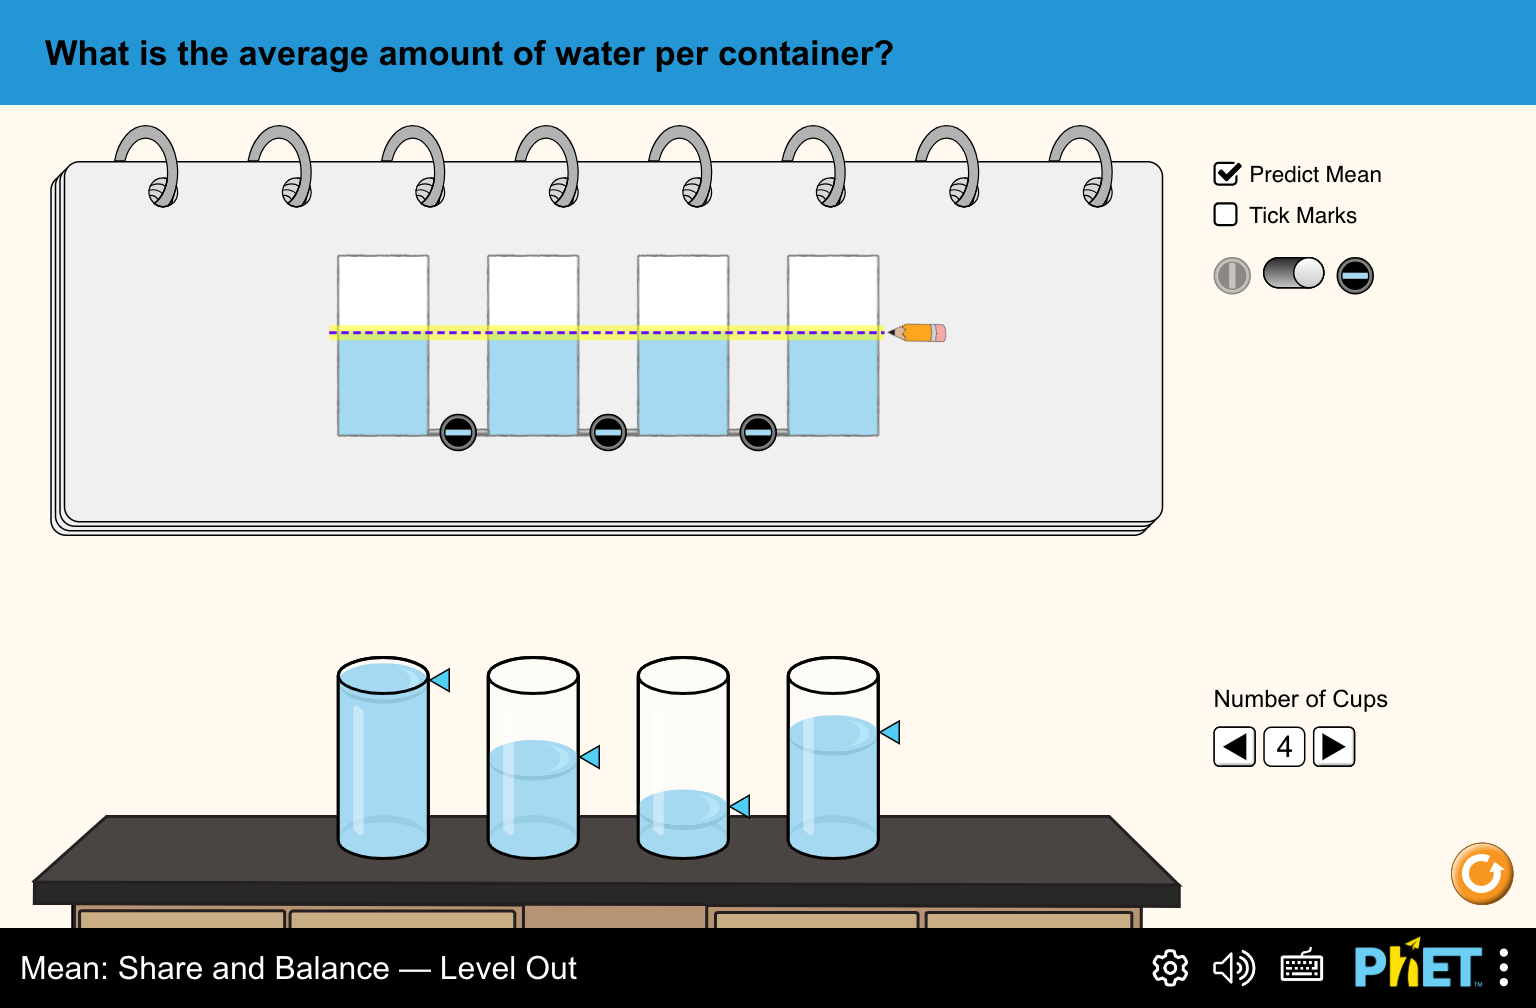 What is the average amount of water per container?
Predict Mean
Tick Marks
Number of Cups
4
Mean: Share and Balance — Level Out
PhET™